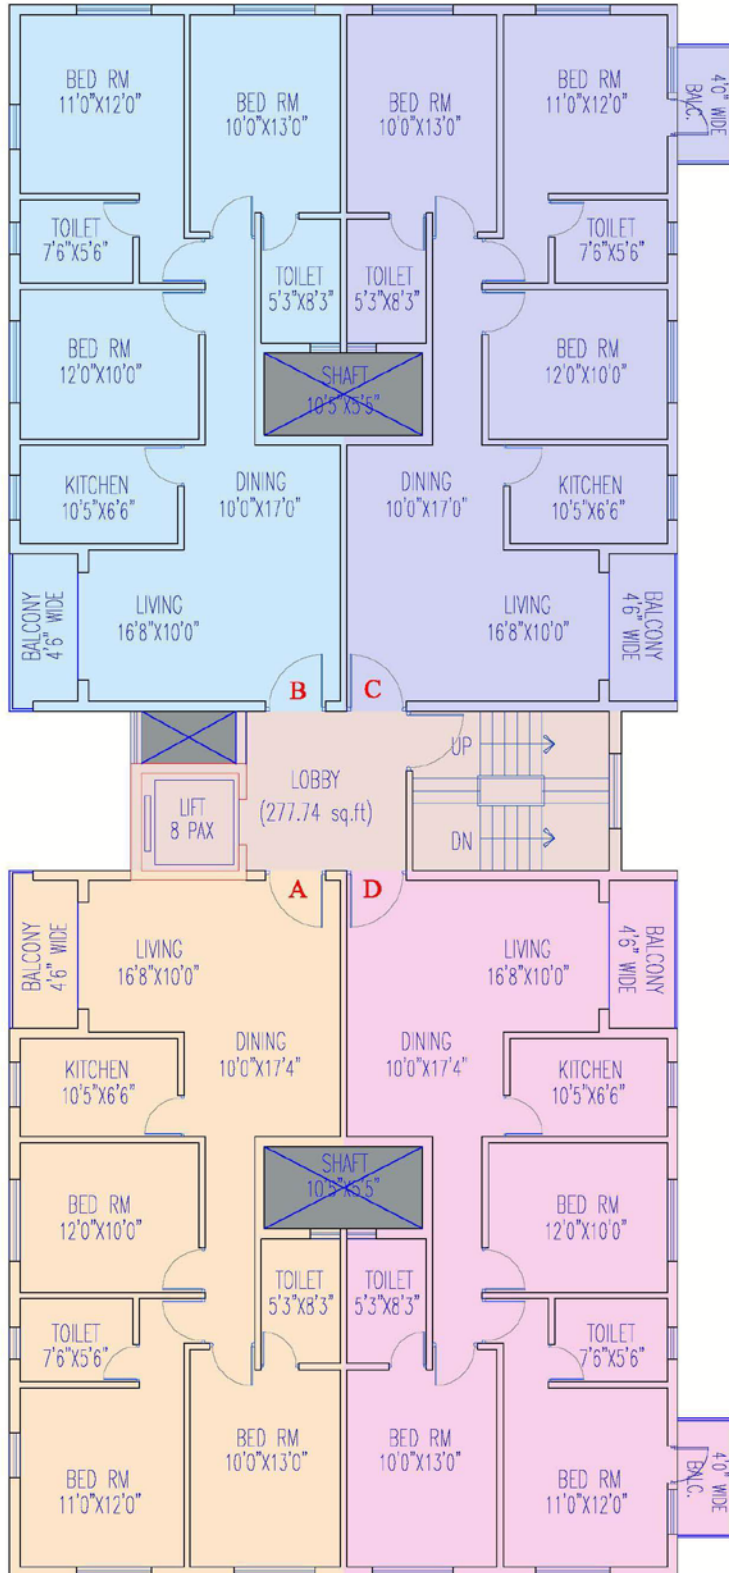 BED RM
11'0"X12'0"
BED RM
10'0"X13'0"
BED RM
10'0"X13'0"
BED RM
11'0"X12'0"
4'0" WIDE
BALC.
TOILET
7'6"X5'6"
TOILET
5'3"X8'3"
TOILET
5'3"X8'3"
TOILET
7'6"X5'6"
BED RM
12'0"X10'0"
SHAFT
10'5"X5'5"
BED RM
12'0"X10'0"
KITCHEN
10'5"X6'6"
DINING
10'0"X17'0"
DINING
10'0"X17'0"
KITCHEN
10'5"X6'6"
BALCONY
4'6" WIDE
LIVING
16'8"X10'0"
LIVING
16'8"X10'0"
BALCONY
4'6" WIDE
B
C
UP
LOBBY
(277.74 sq.ft)
LIFT
8 PAX
DN
A
D
BALCONY
4'6" WIDE
LIVING
16'8"X10'0"
LIVING
16'8"X10'0"
BALCONY
4'6" WIDE
DINING
10'0"X17'4"
DINING
10'0"X17'4"
KITCHEN
10'5"X6'6"
KITCHEN
10'5"X6'6"
SHAFT
10'5"X5'5"
BED RM
12'0"X10'0"
BED RM
12'0"X10'0"
TOILET
7'6"X5'6"
TOILET
5'3"X8'3"
TOILET
5'3"X8'3"
TOILET
7'6"X5'6"
BED RM
11'0"X12'0"
BED RM
10'0"X13'0"
BED RM
10'0"X13'0"
BED RM
11'0"X12'0"
4'0" WIDE
BALC.